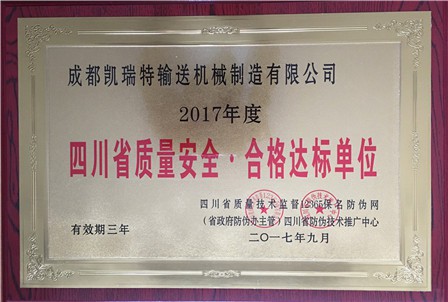 成都凯瑞特输送机械制造有限公司
2017年度
四川省质量安全·合格达标单位
四川省质量技术监督12365保名防伪网
(省政府防伪办主管)四川省防伪技术推广中心
有效期三年
二〇一七年九月